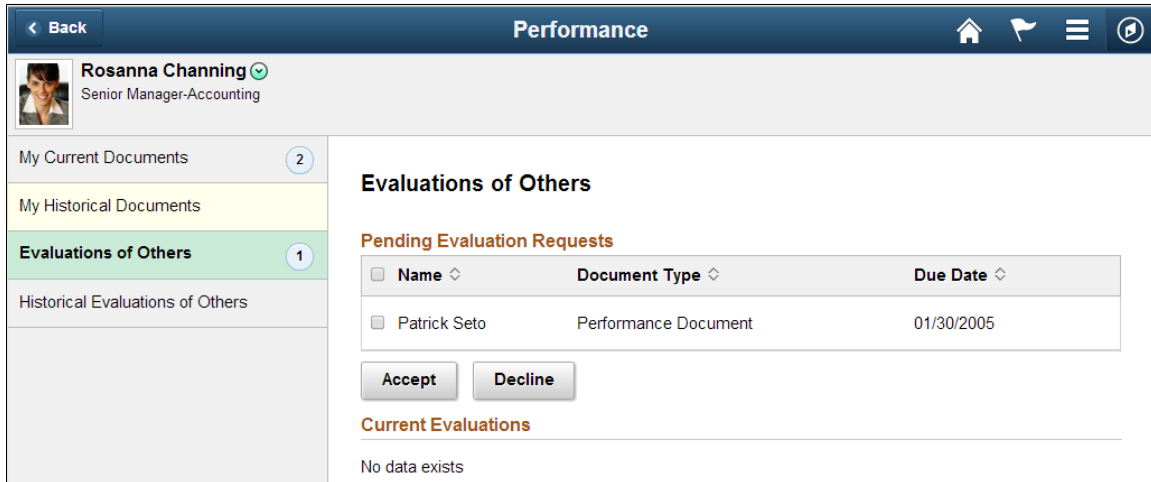 Back
Performance
Rosanna Channing
Senior Manager-Accounting
My Current Documents 2
My Historical Documents
Evaluations of Others 1
Historical Evaluations of Others
Evaluations of Others
Pending Evaluation Requests
Name Document Type Due Date
Patrick Seto Performance Document 01/30/2005
Accept Decline
Current Evaluations
No data exists